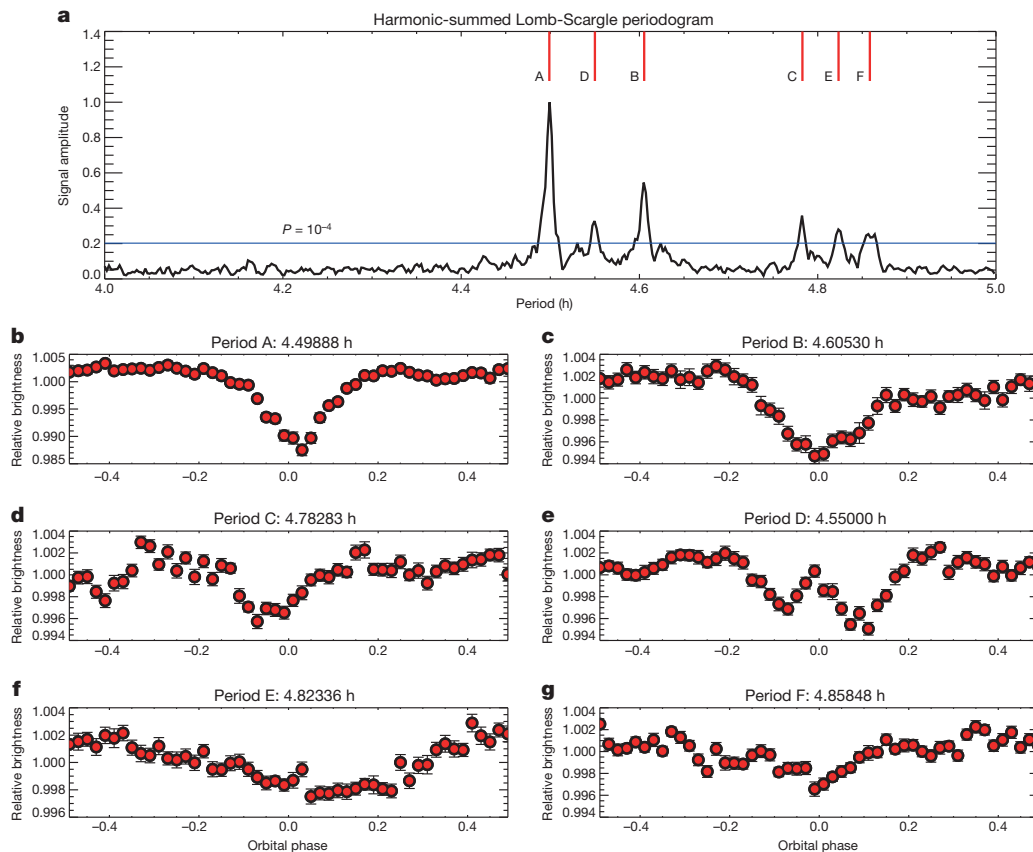 a
Harmonic-summed Lomb-Scargle periodogram
1.4
1.2
1.0
0.8
0.6
0.4
0.2
0.0
Signal amplitude
A
D
B
C
E
F
P = 10⁻⁴
4.0
4.2
4.4
4.6
4.8
5.0
Period (h)
b
Period A: 4.49888 h
1.005
1.000
0.995
0.990
0.985
Relative brightness
−0.4
−0.2
0.0
0.2
0.4
c
Period B: 4.60530 h
1.004
1.002
1.000
0.998
0.996
0.994
Relative brightness
−0.4
−0.2
0.0
0.2
0.4
d
Period C: 4.78283 h
1.004
1.002
1.000
0.998
0.996
0.994
Relative brightness
−0.4
−0.2
0.0
0.2
0.4
e
Period D: 4.55000 h
1.004
1.002
1.000
0.998
0.996
0.994
Relative brightness
−0.4
−0.2
0.0
0.2
0.4
f
Period E: 4.82336 h
1.004
1.002
1.000
0.998
0.996
Relative brightness
−0.4
−0.2
0.0
0.2
0.4
Orbital phase
g
Period F: 4.85848 h
1.004
1.002
1.000
0.998
0.996
0.994
Relative brightness
−0.4
−0.2
0.0
0.2
0.4
Orbital phase